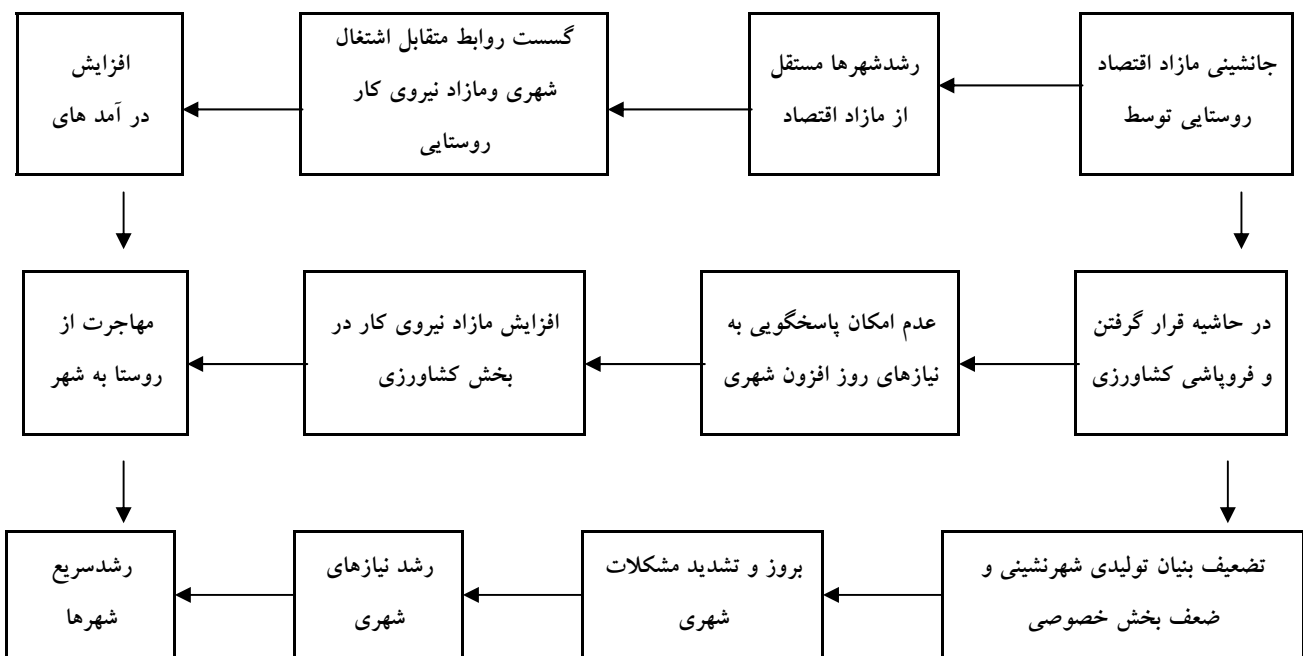 جانشینی مازاد اقتصاد
روستایی توسط
رشدشهرها مستقل
از مازاد اقتصاد
گسست روابط متقابل اشتغال
شهری ومازاد نیروی کار
روستایی
افزایش
در آمد های
در حاشیه قرار گرفتن
و فروپاشی کشاورزی
عدم امکان پاسخگویی به
نیازهای روز افزون شهری
افزایش مازاد نیروی کار در
بخش کشاورزی
مهاجرت از
روستا به شهر
تضعیف بنیان تولیدی شهرنشینی و
ضعف بخش خصوصی
بروز و تشدید مشکلات
شهری
رشد نیازهای
شهری
رشدسریع
شهرها